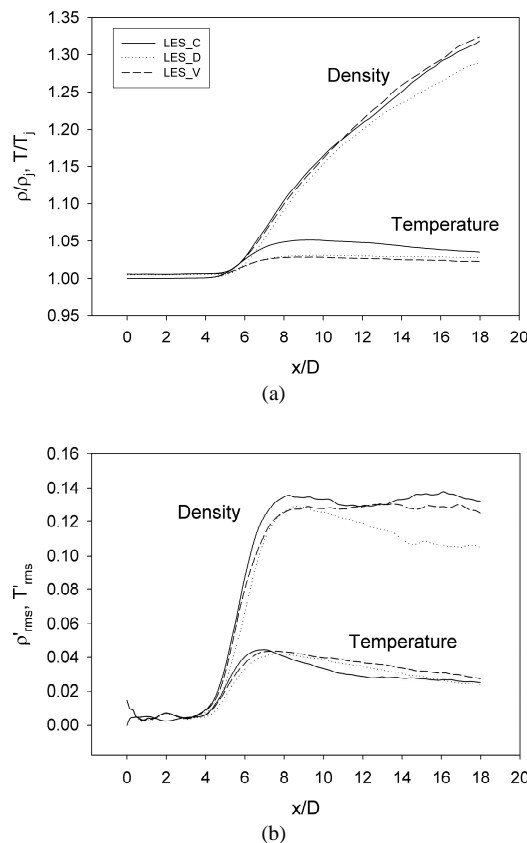 LES_C
LES_D
LES_V
1.35
1.30
1.25
1.20
1.15
1.10
1.05
1.00
0.95
ρ/ρj, T/Tj
Density
Temperature
0 2 4 6 8 10 12 14 16 18 20
x/D
(a)
0.16
0.14
0.12
0.10
0.08
0.06
0.04
0.02
0.00
ρ'rms, T'rms
Density
Temperature
0 2 4 6 8 10 12 14 16 18 20
x/D
(b)